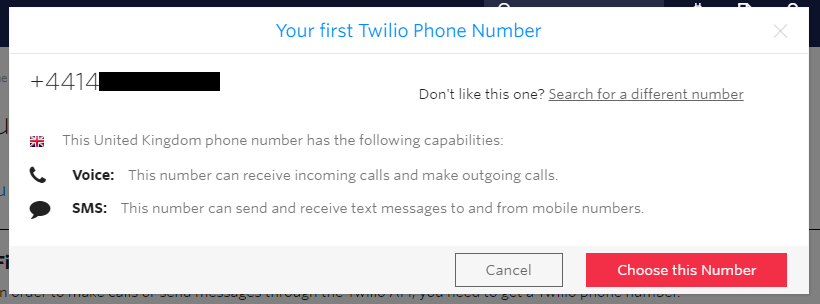 Your first Twilio Phone Number
+4414
Don't like this one? Search for a different number
This United Kingdom phone number has the following capabilities:
Voice: This number can receive incoming calls and make outgoing calls.
SMS: This number can send and receive text messages to and from mobile numbers.
Cancel
Choose this Number